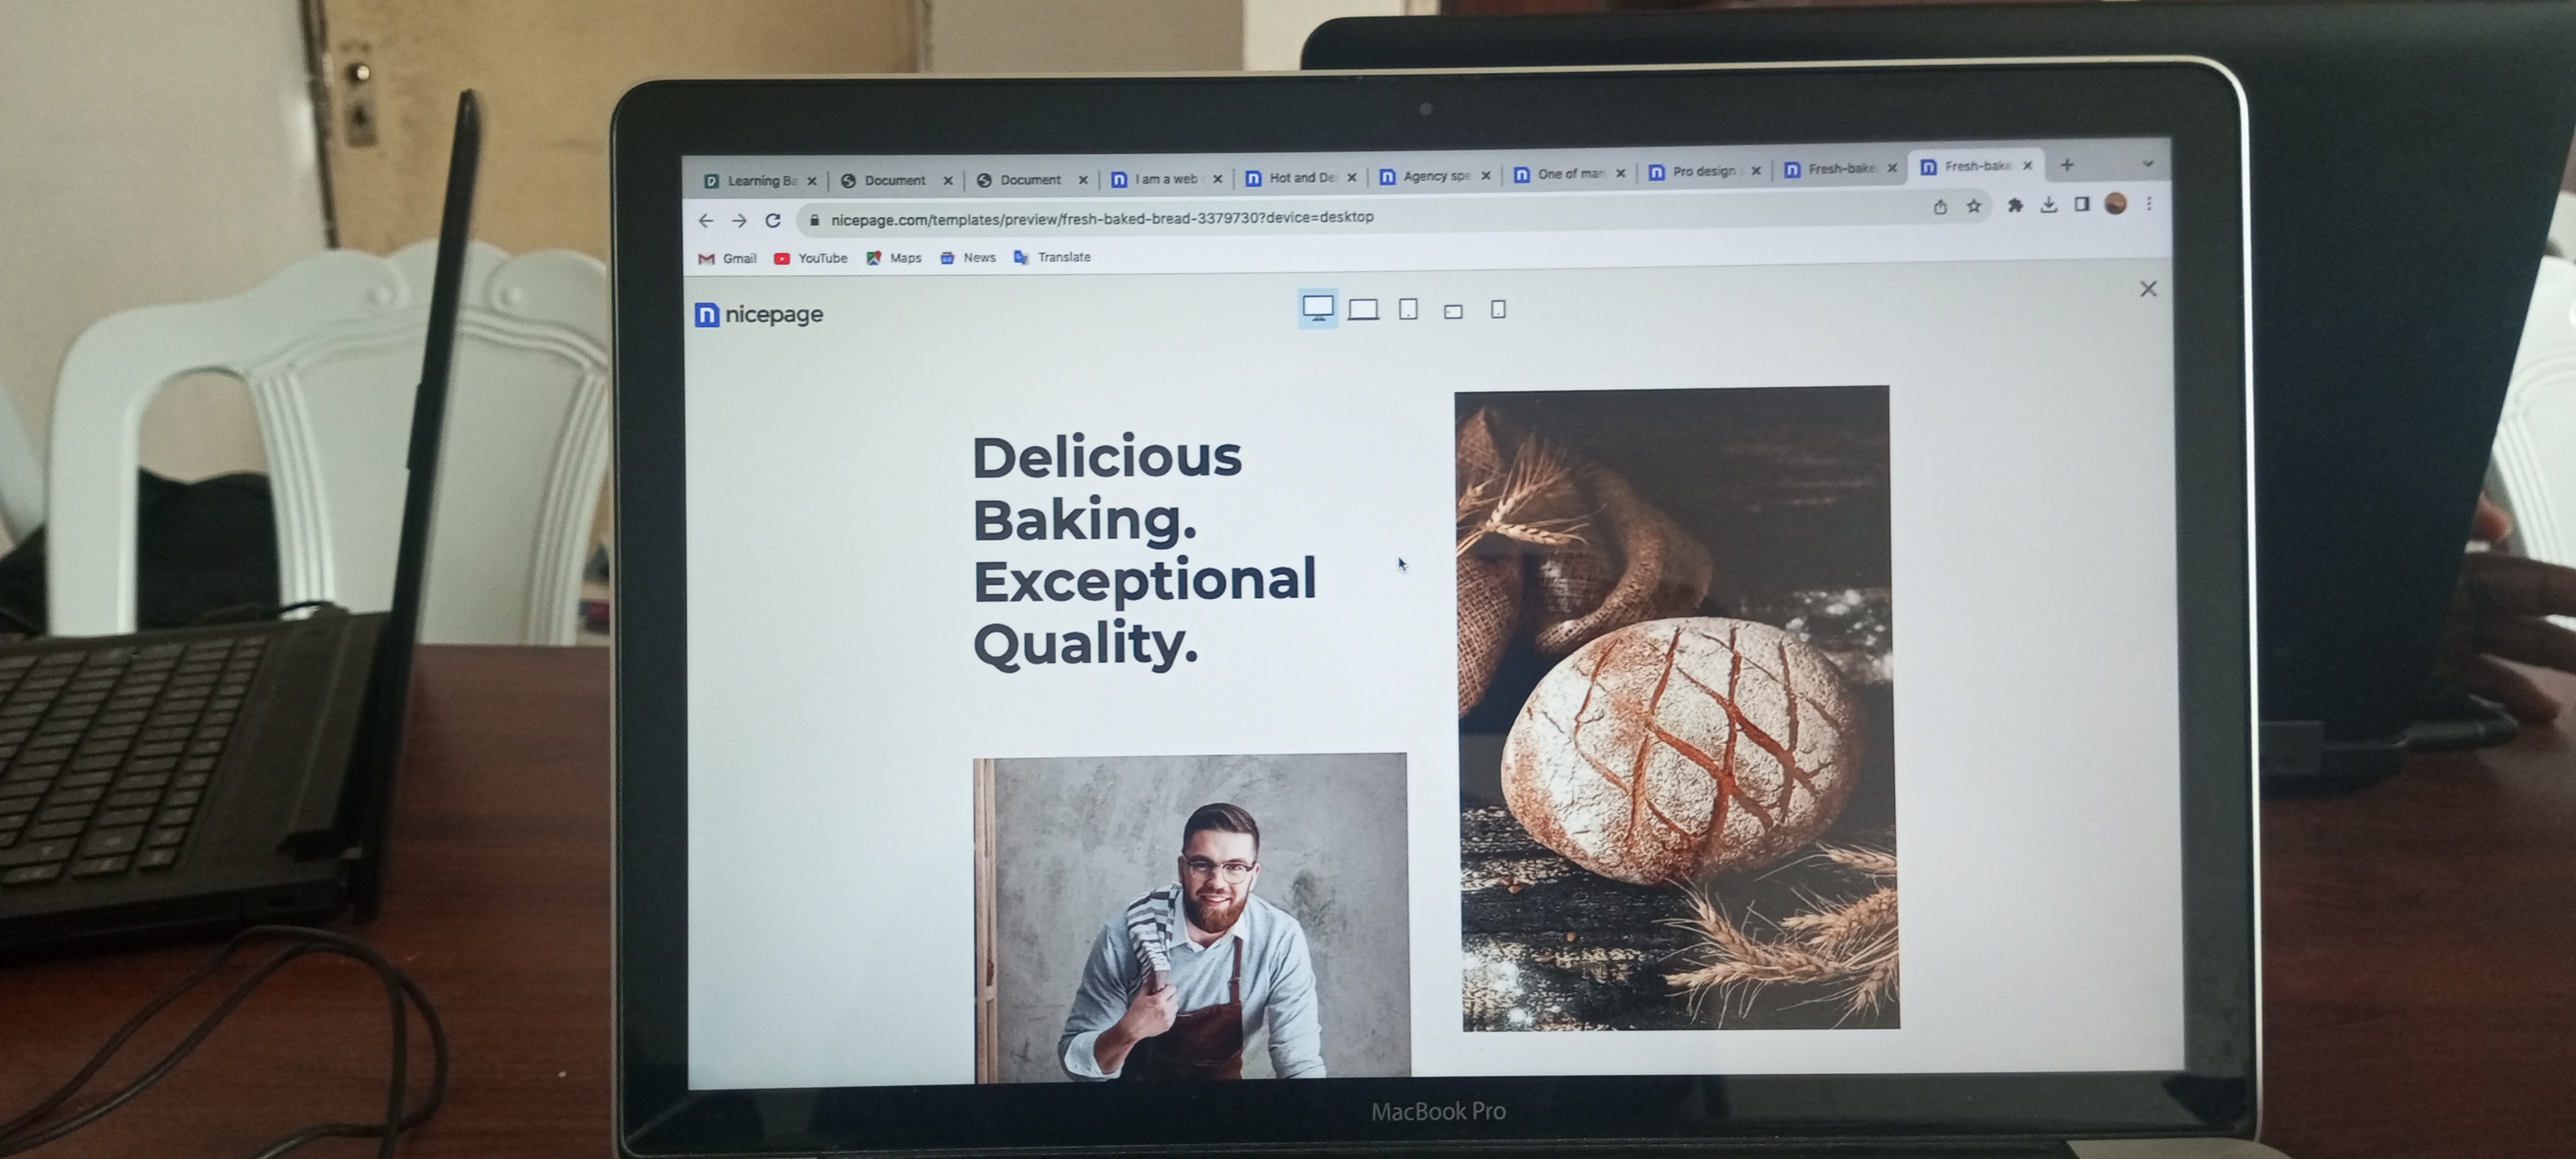 Learning Ba
Document
Document
I am a web
Hot and De
Agency spe
One of man
Pro design
Fresh-bake
Fresh-bake
nicepage.com/templates/preview/fresh-baked-bread-3379730?device=desktop
Gmail YouTube Maps News Translate
nicepage
Delicious
Baking.
Exceptional
Quality.
MacBook Pro